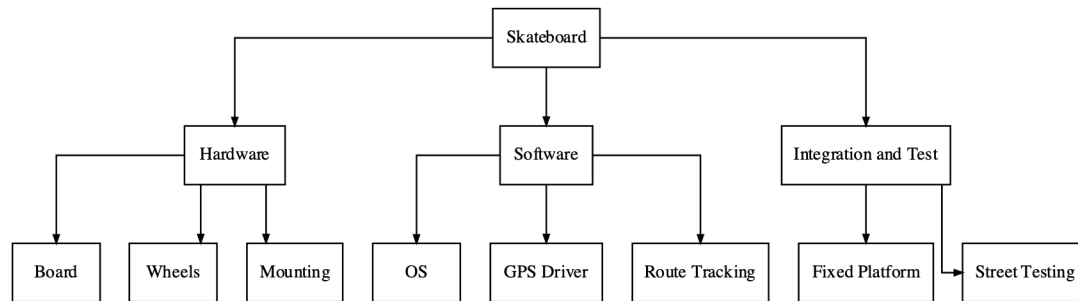 Skateboard
Hardware
Software
Integration and Test
Board
Wheels
Mounting
OS
GPS Driver
Route Tracking
Fixed Platform
Street Testing